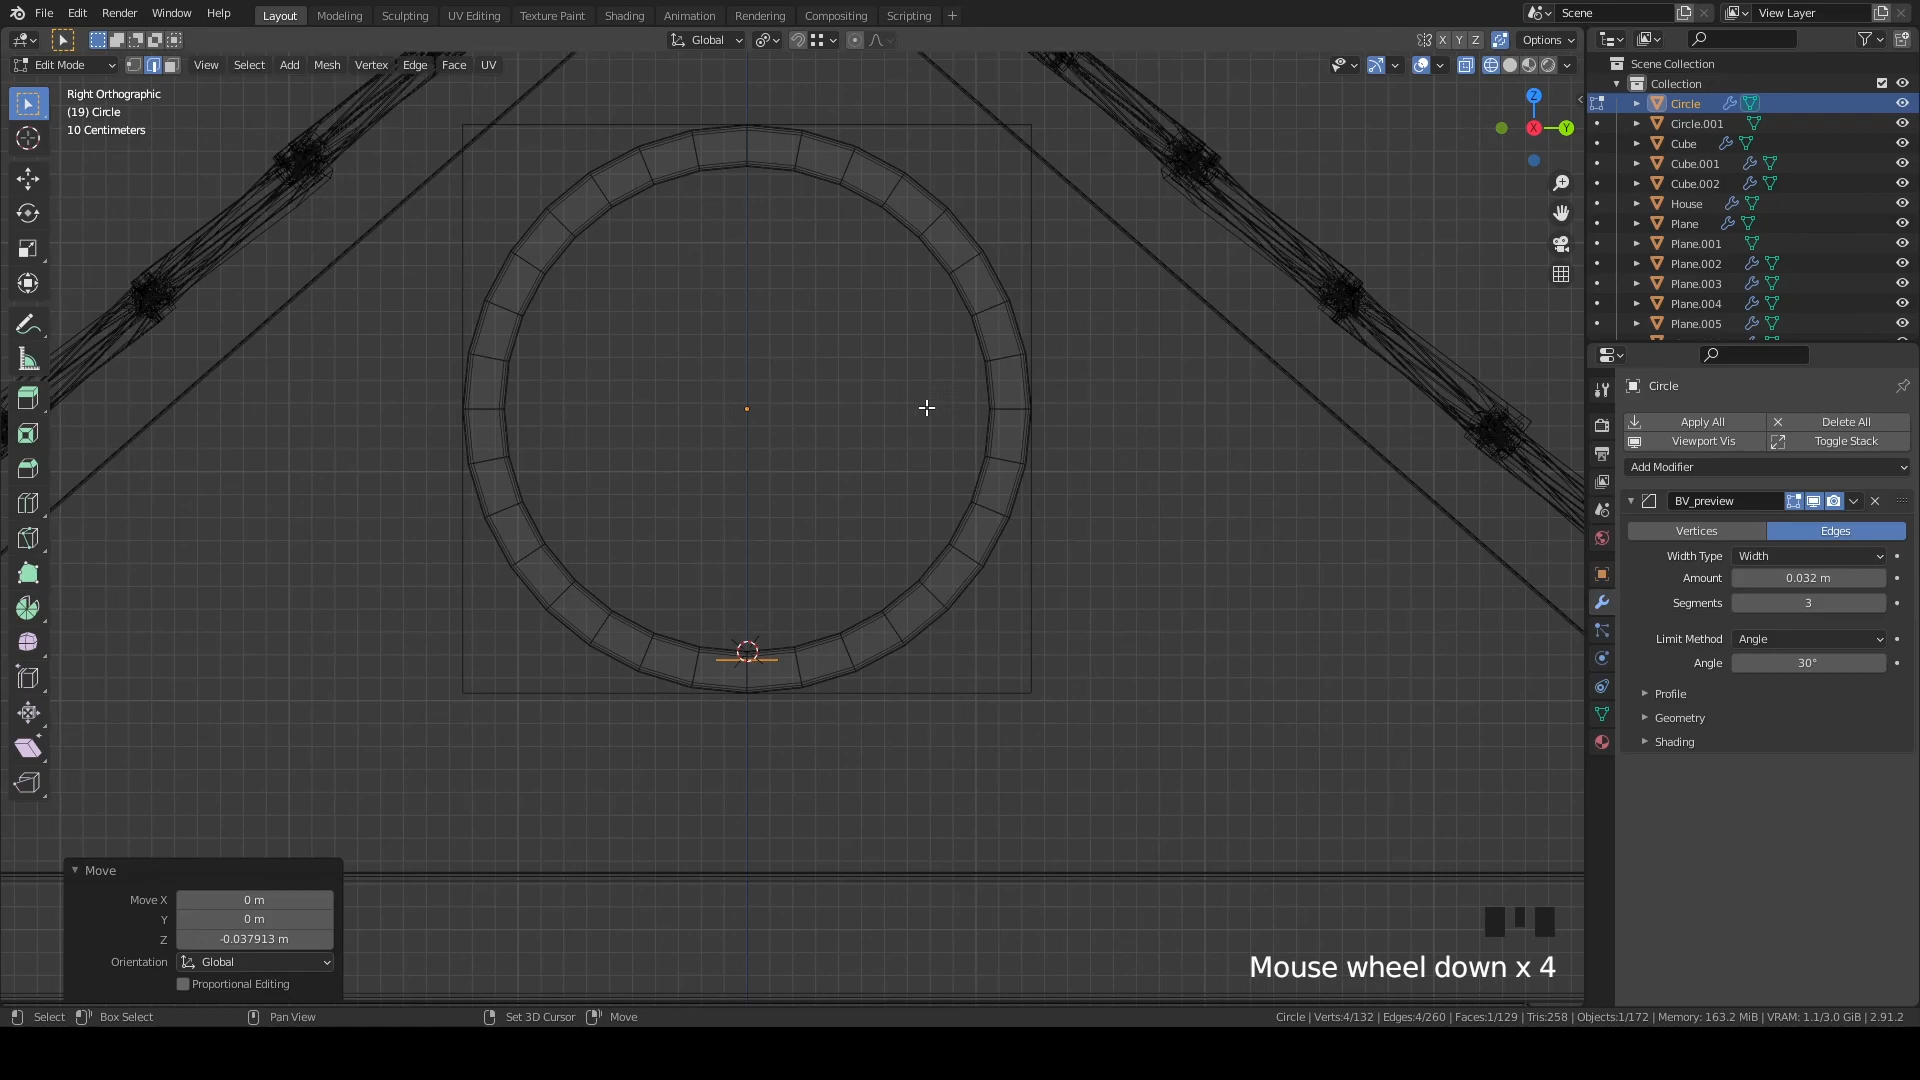 File Edit Render Window Help Layout Modeling Sculpting UV Editing Texture Paint Shading Animation Rendering Compositing Scripting + Scene View Layer
Global X Y Z Options
Edit Mode View Select Add Mesh Vertex Edge Face UV
Right Orthographic
(19) Circle
10 Centimeters
Z
X
Y
Scene Collection
Collection
Circle
Circle.001
Cube
Cube.001
Cube.002
House
Plane
Plane.001
Plane.002
Plane.003
Plane.004
Plane.005
Circle
Apply All Delete All
Viewport Vis Toggle Stack
Add Modifier
BV_preview
Vertices Edges
Width Type Width
Amount 0.032 m
Segments 3
Limit Method Angle
Angle 30°
Profile
Geometry
Shading
Move
Move X 0 m
Y 0 m
Z -0.037913 m
Orientation Global
Proportional Editing
Mouse wheel down x 4
Select Box Select Pan View Set 3D Cursor Move Circle | Verts:4/132 | Edges:4/260 | Faces:1/129 | Tris:258 | Objects:1/172 | Memory: 163.2 MiB | VRAM: 1.1/3.0 GiB | 2.91.2